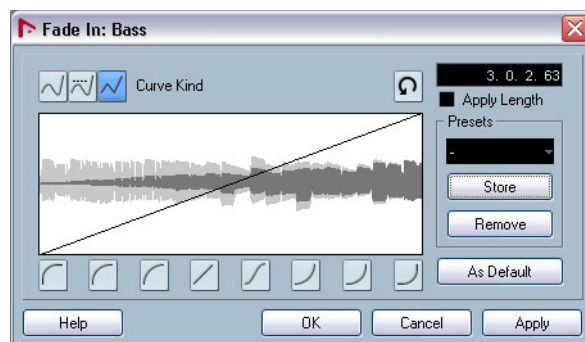 Fade In: Bass
Curve Kind
3. 0. 2. 63
Apply Length
Presets
-
Store
Remove
As Default
Help
OK
Cancel
Apply